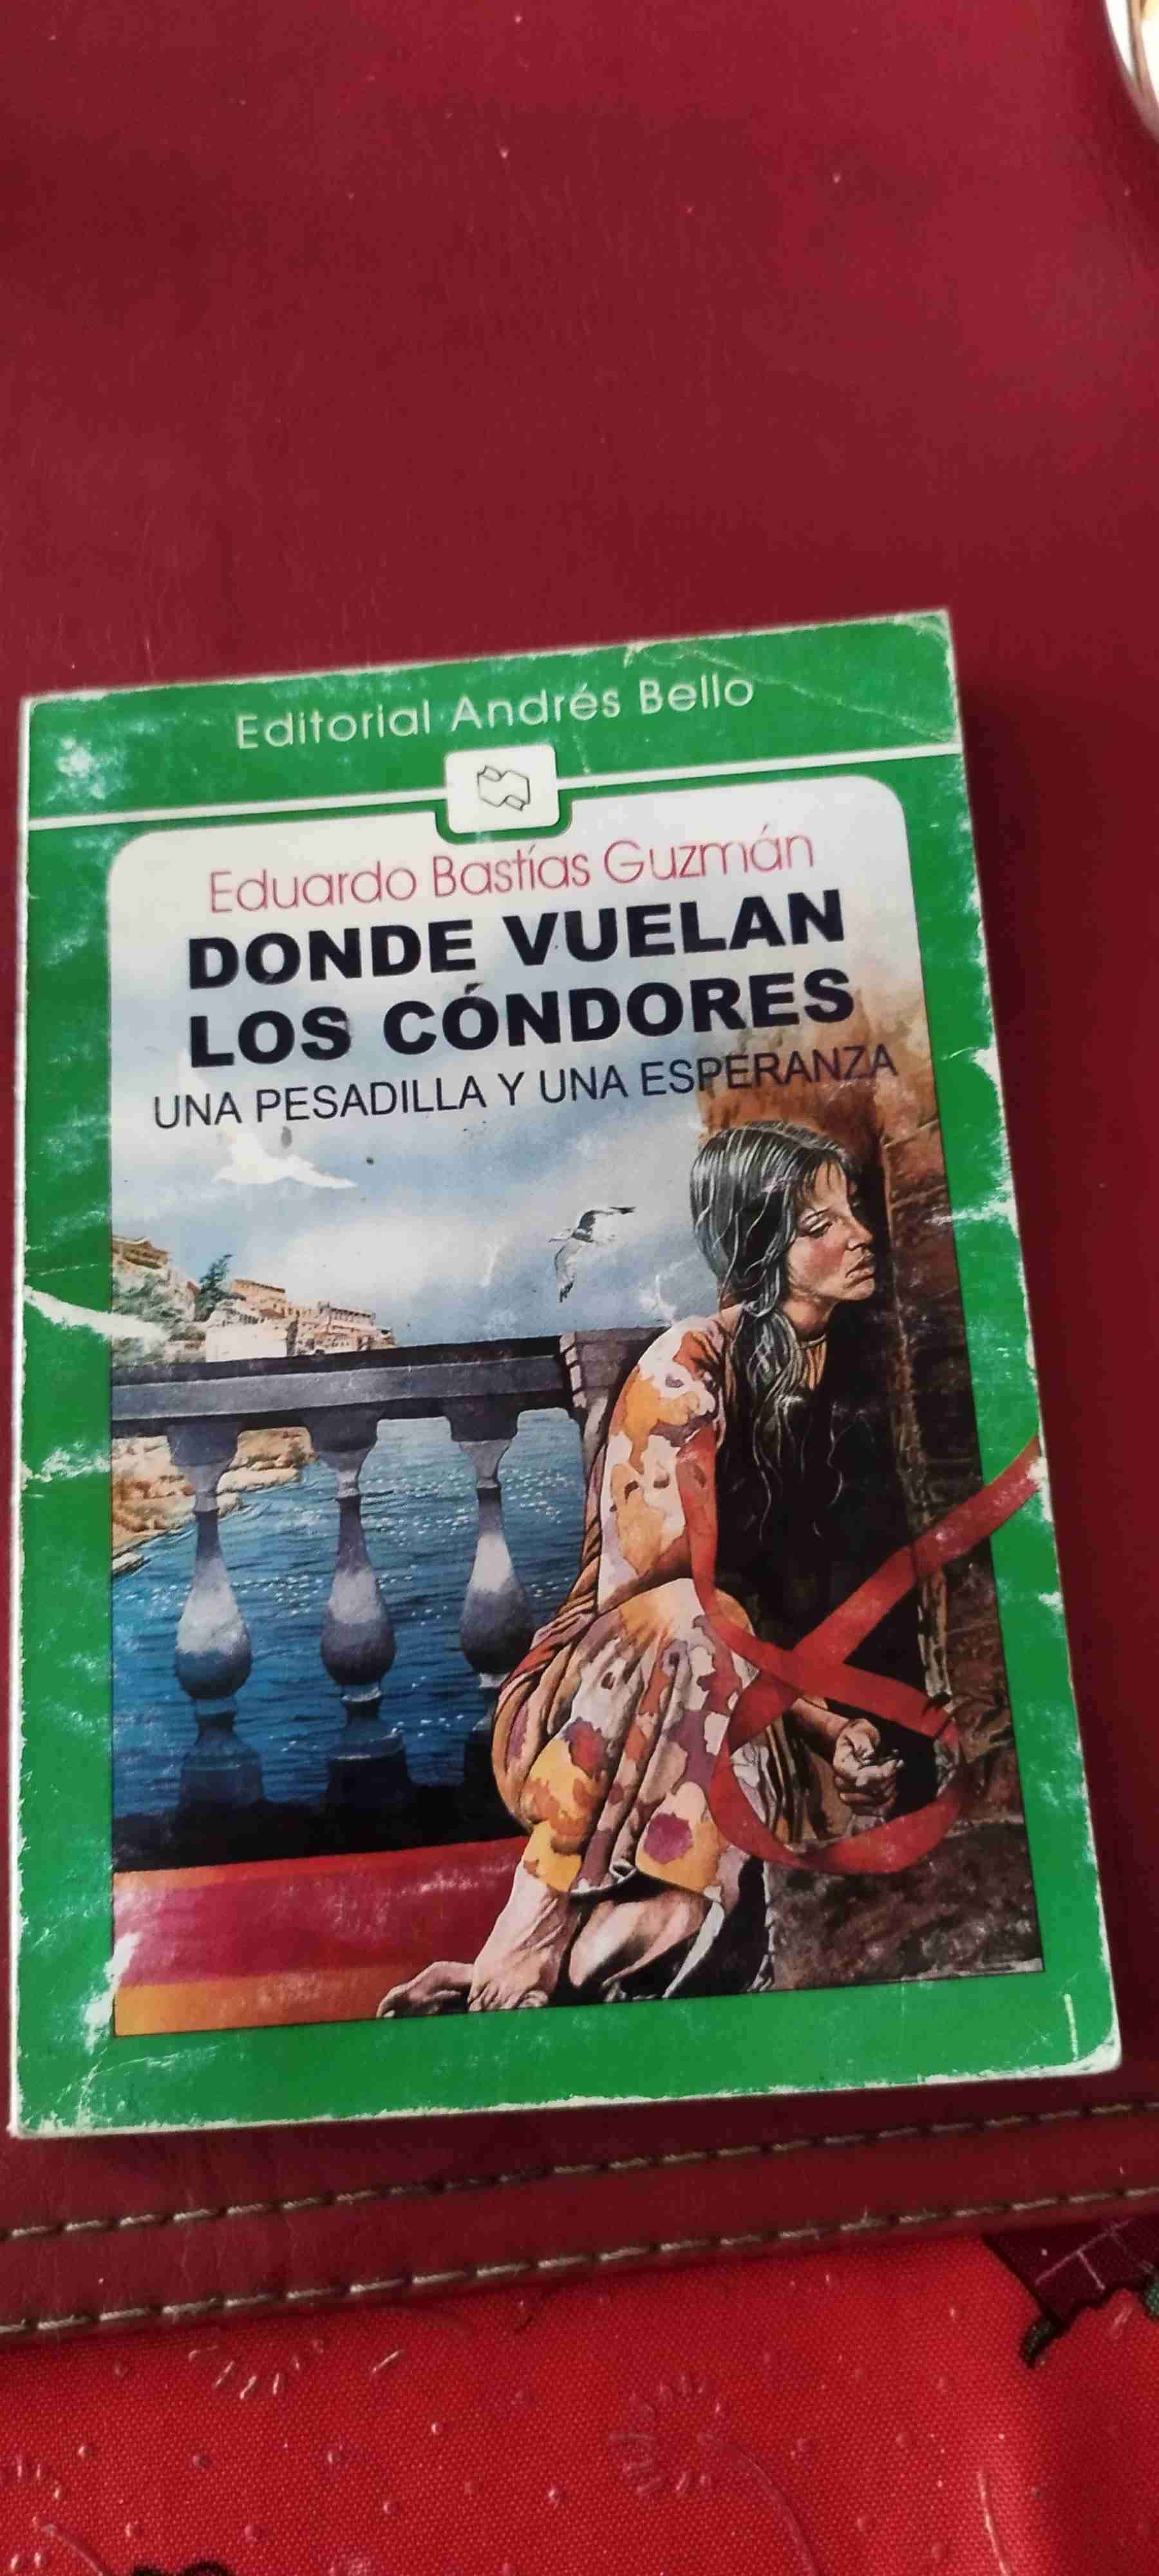 Editorial Andrés Bello
Eduardo Bastías Guzmán
DONDE VUELAN
LOS CÓNDORES
UNA PESADILLA Y UNA ESPERANZA